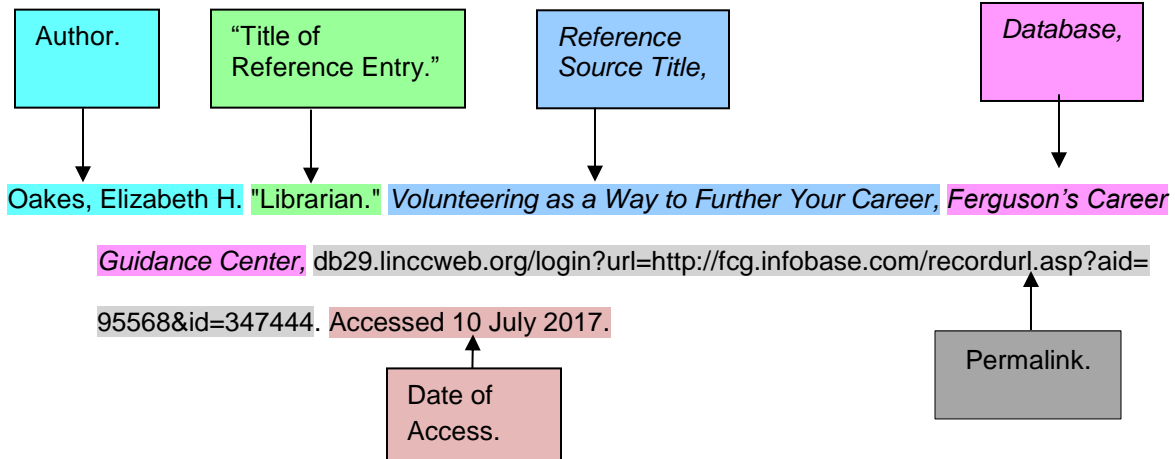 Author.
“Title of
Reference Entry.”
Reference
Source Title,
Database,
Oakes, Elizabeth H. "Librarian." Volunteering as a Way to Further Your Career, Ferguson’s Career
Guidance Center, db29.linccweb.org/login?url=http://fcg.infobase.com/recordurl.asp?aid=
95568&id=347444. Accessed 10 July 2017.
Date of
Access.
Permalink.